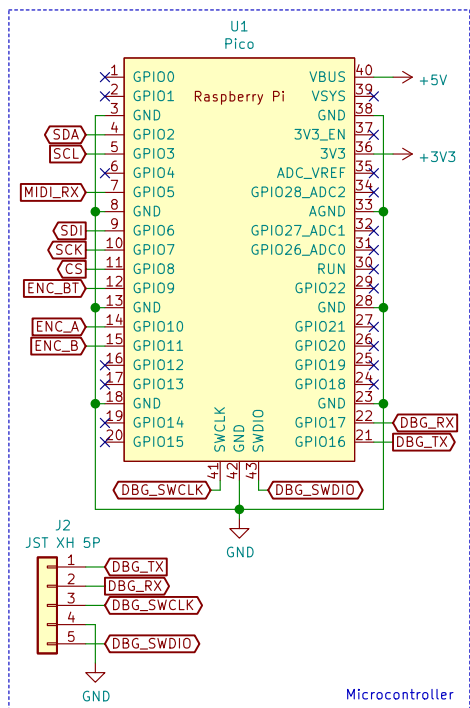 U1
Pico
Raspberry Pi
1 GPIO0 VBUS 40 +5V
2 GPIO1 VSYS 39
3 GND GND 38
SDA 4 GPIO2 3V3_EN 37
SCL 5 GPIO3 3V3 36 +3V3
6 GPIO4 ADC_VREF 35
MIDI_RX 7 GPIO5 GPIO28_ADC2 34
8 GND AGND 33
SDI 9 GPIO6 GPIO27_ADC1 32
SCK 10 GPIO7 GPIO26_ADC0 31
CS 11 GPIO8 RUN 30
ENC_BT 12 GPIO9 GPIO22 29
13 GND GND 28
ENC_A 14 GPIO10 GPIO21 27
ENC_B 15 GPIO11 GPIO20 26
16 GPIO12 GPIO19 25
17 GPIO13 GPIO18 24
18 GND GND 23
19 GPIO14 GPIO17 22 DBG_RX
20 GPIO15 GPIO16 21 DBG_TX
SWCLK GND SWDIO
41 42 43
DBG_SWCLK DBG_SWDIO
GND
J2
JST XH 5P
1 DBG_TX
2 DBG_RX
3 DBG_SWCLK
4
5 DBG_SWDIO
GND
Microcontroller